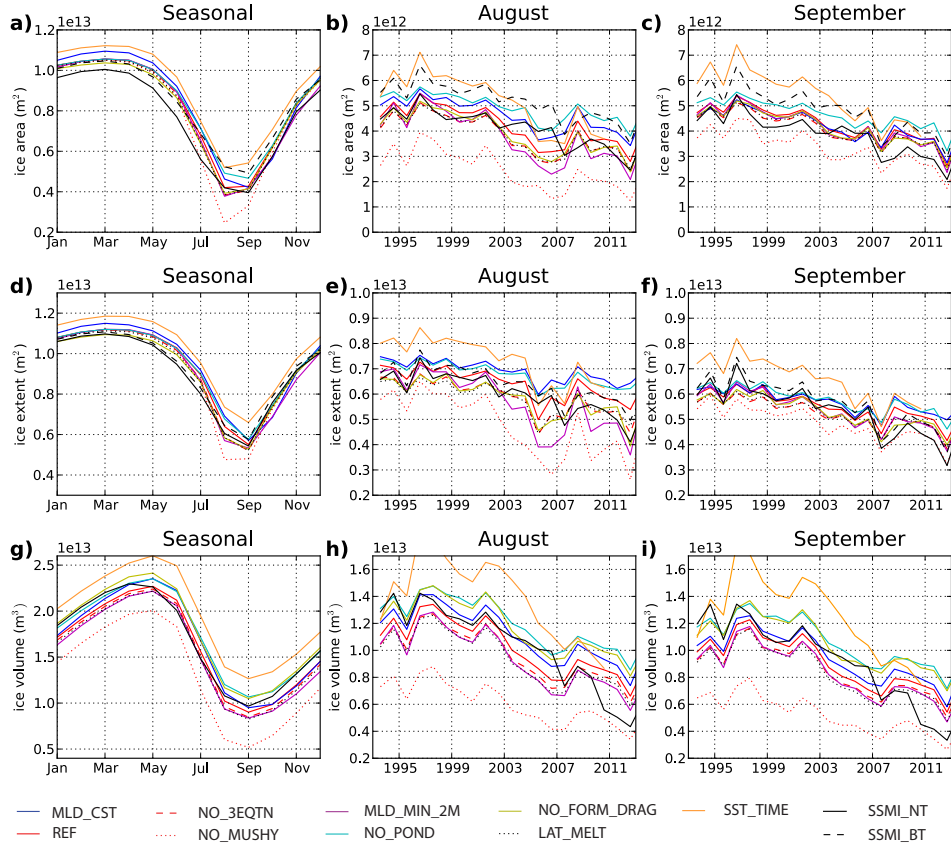 a) Seasonal
1e13
ice area (m²)
1.2
1.0
0.8
0.6
0.4
0.2
Jan Mar May Jul Sep Nov
b) August
1e12
ice area (m²)
8
7
6
5
4
3
2
1
0
1995 1999 2003 2007 2011
c) September
1e12
ice area (m²)
8
7
6
5
4
3
2
1
0
1995 1999 2003 2007 2011
d) Seasonal
1e13
ice extent (m²)
1.2
1.0
0.8
0.6
0.4
Jan Mar May Jul Sep Nov
e) August
1e13
ice extent (m²)
1.0
0.9
0.8
0.7
0.6
0.5
0.4
0.3
0.2
1995 1999 2003 2007 2011
f) September
1e13
ice extent (m²)
1.0
0.9
0.8
0.7
0.6
0.5
0.4
0.3
0.2
1995 1999 2003 2007 2011
g) Seasonal
1e13
ice volume (m³)
2.5
2.0
1.5
1.0
0.5
Jan Mar May Jul Sep Nov
h) August
1e13
ice volume (m³)
1.6
1.4
1.2
1.0
0.8
0.6
0.4
0.2
1995 1999 2003 2007 2011
i) September
1e13
ice volume (m³)
1.6
1.4
1.2
1.0
0.8
0.6
0.4
0.2
1995 1999 2003 2007 2011
MLD_CST NO_3EQTN MLD_MIN_2M NO_FORM_DRAG SST_TIME SSMI_NT
REF NO_MUSHY NO_POND LAT_MELT SSMI_BT